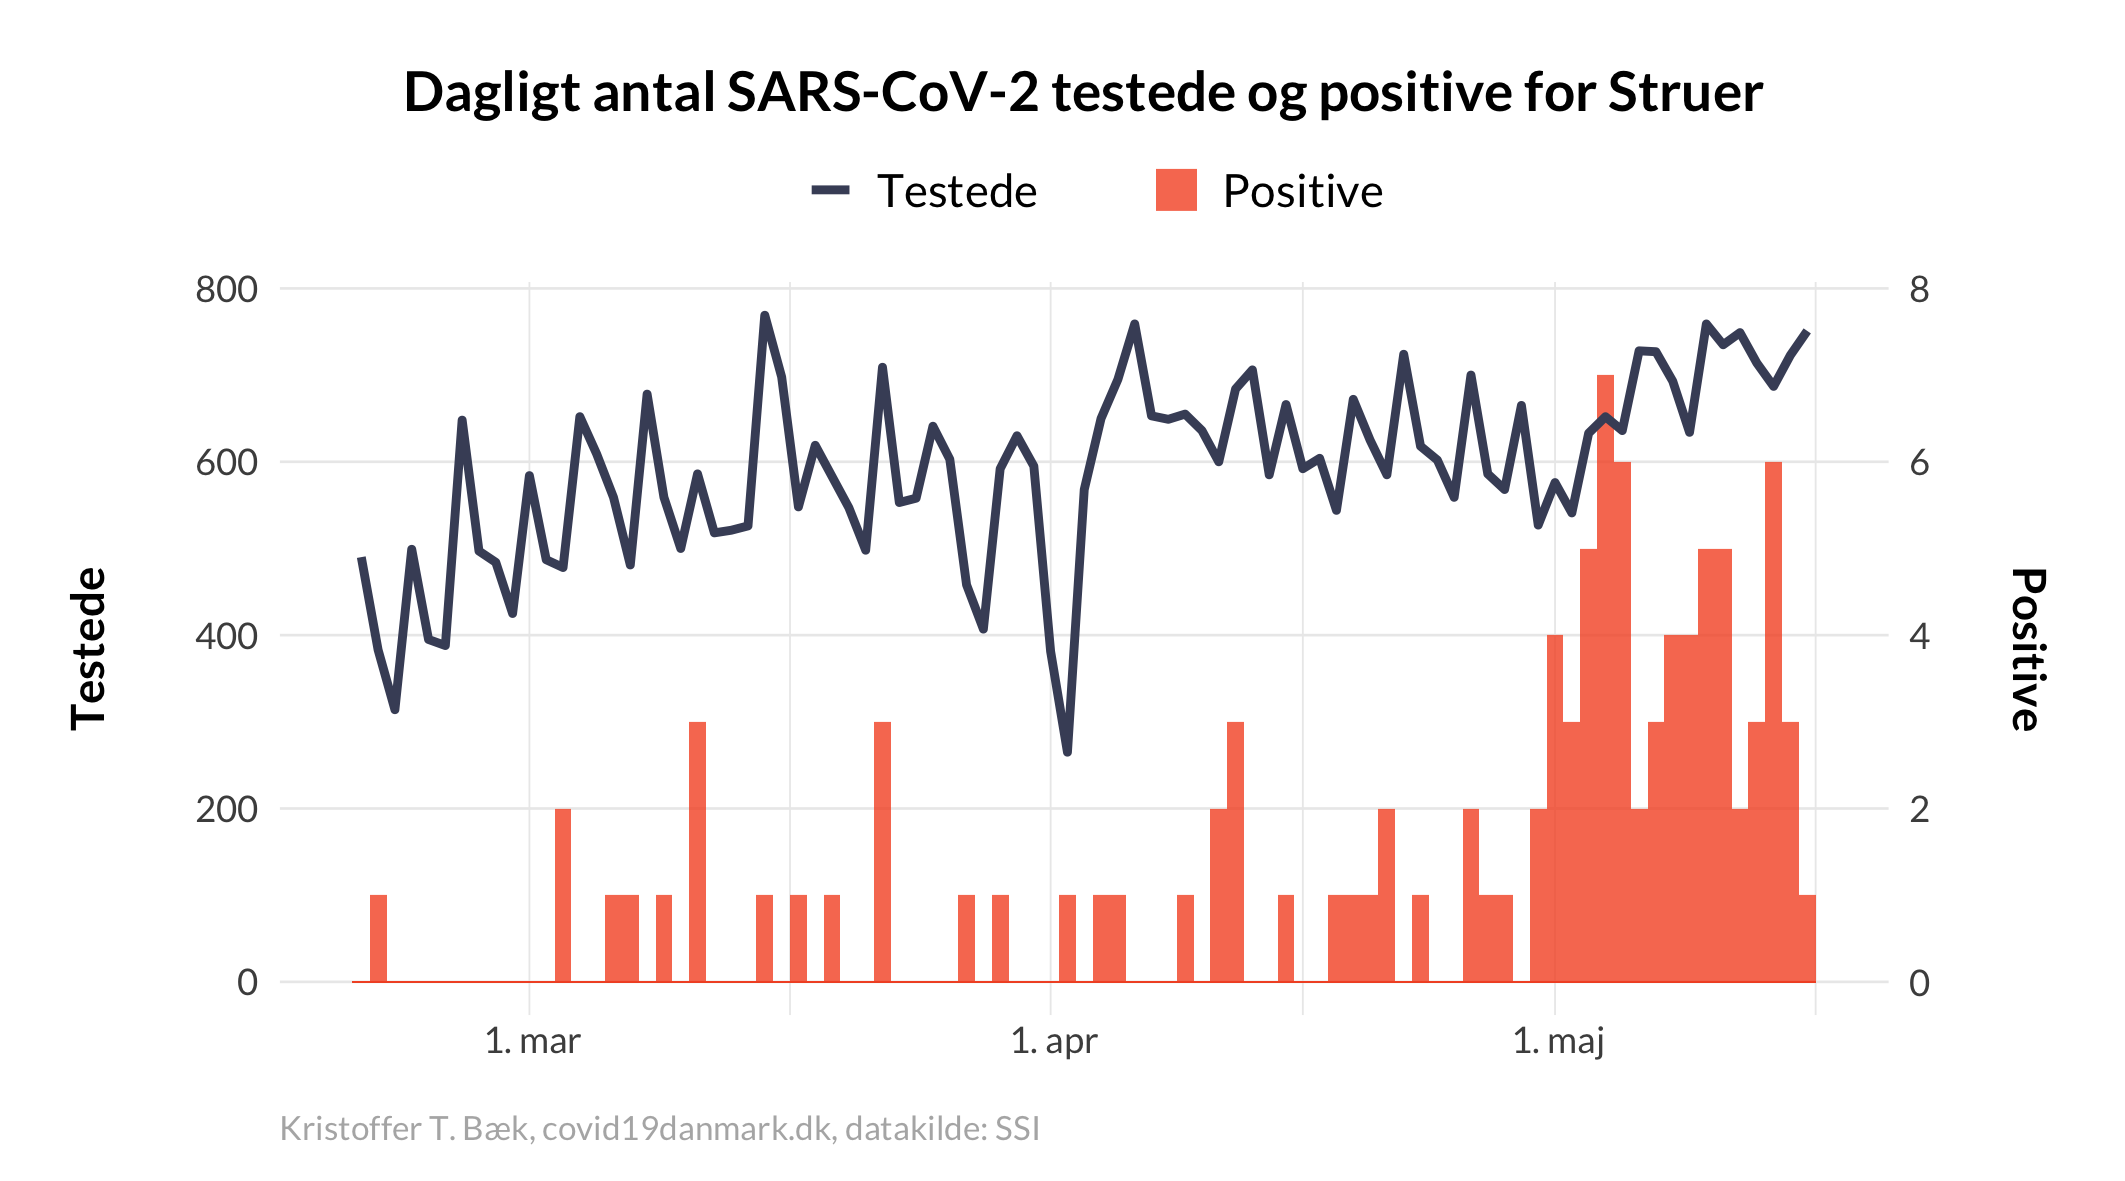 Dagligt antal SARS-CoV-2 testede og positive for Struer
Testede
Positive
800
600
400
200
0
8
6
4
2
0
Testede
Positive
1. mar
1. apr
1. maj
Kristoffer T. Bæk, covid19danmark.dk, datakilde: SSI